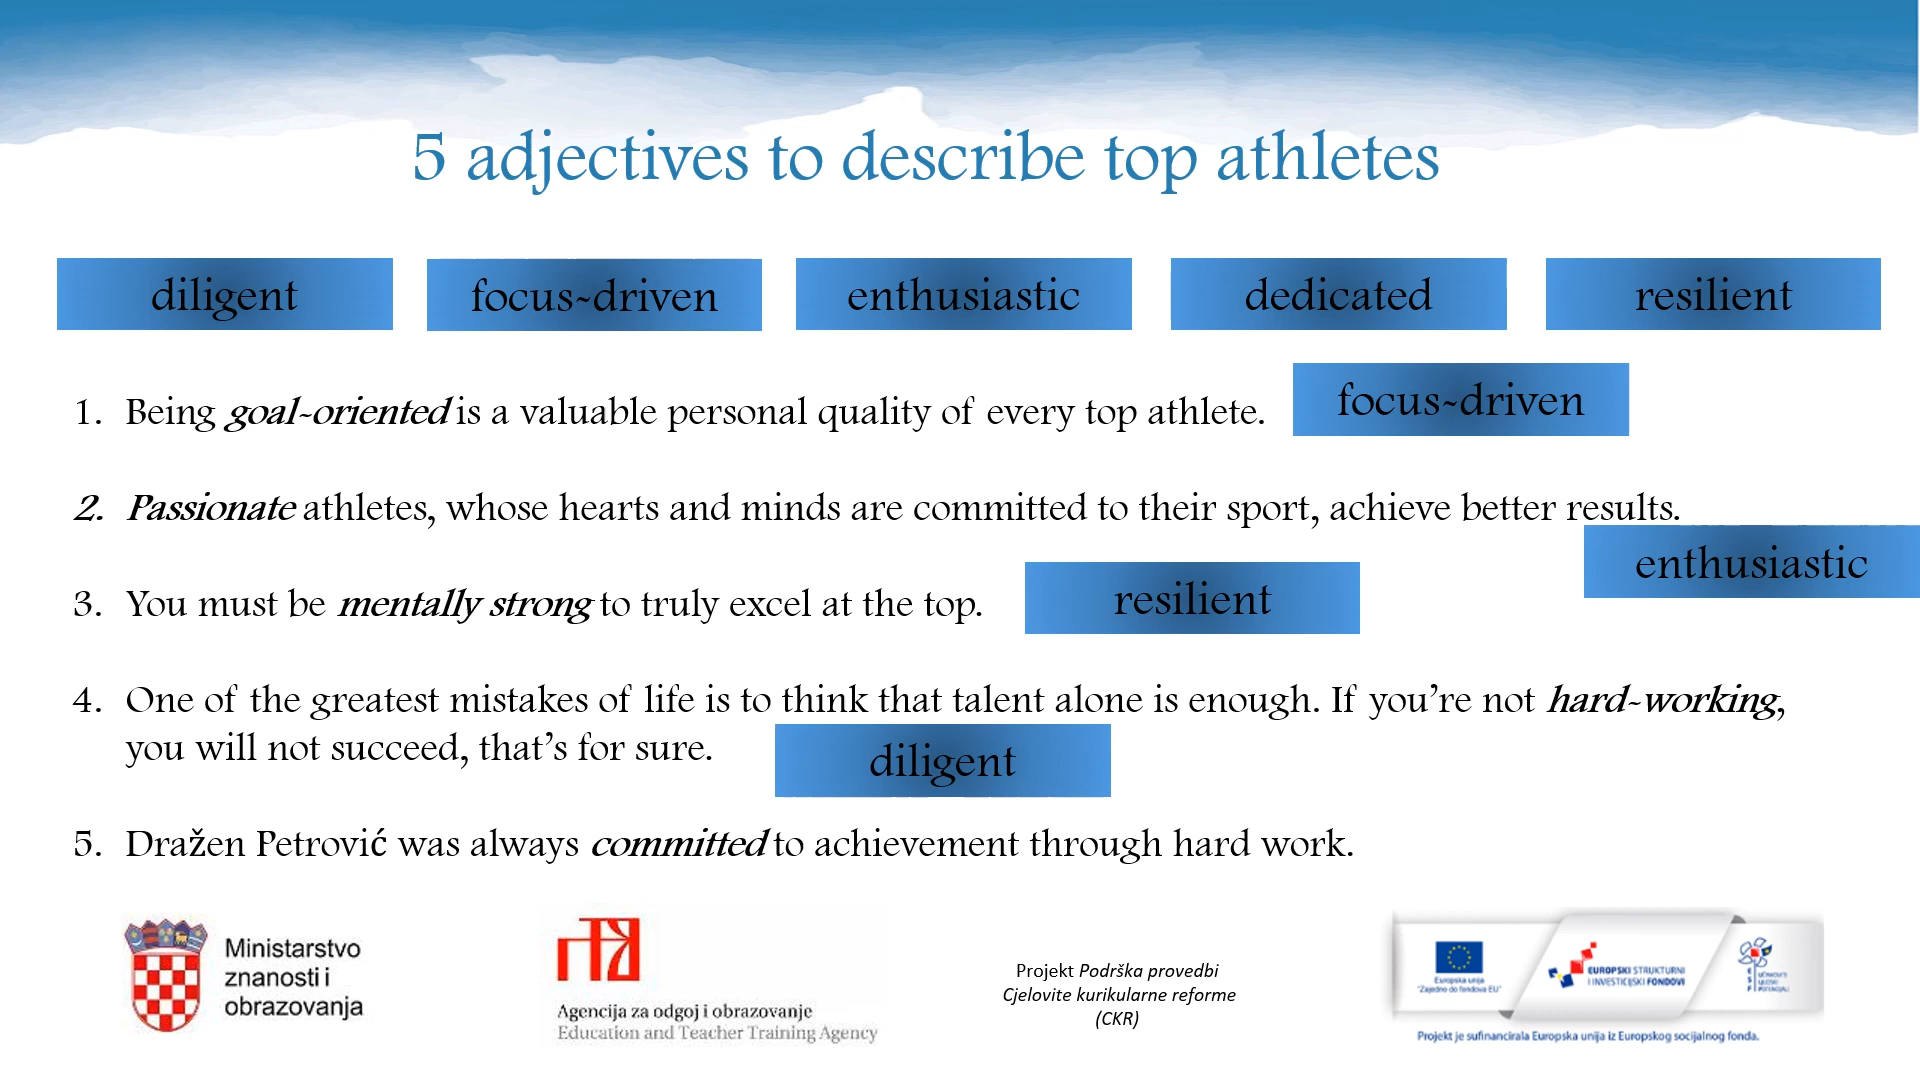 5 adjectives to describe top athletes
diligent
focus-driven
enthusiastic
dedicated
resilient
1. Being goal-oriented is a valuable personal quality of every top athlete.
focus-driven
2. Passionate athletes, whose hearts and minds are committed to their sport, achieve better results.
enthusiastic
3. You must be mentally strong to truly excel at the top.
resilient
4. One of the greatest mistakes of life is to think that talent alone is enough. If you're not hard-working,
you will not succeed, that's for sure.
diligent
5. Dražen Petrović was always committed to achievement through hard work.
Ministarstvo
znanosti i
obrazovanja
Agencija za odgoj i obrazovanje
Education and Teacher Training Agency
Projekt Podrška provedbi
Cjelovite kurikularne reforme
(CKR)
Europska unija
"Zajedno do fondova EU"
EUROPSKI STRUKTURNI
I INVESTICIJSKI FONDOVI
Projekt je sufinancirala Europska unija iz Europskog socijalnog fonda.